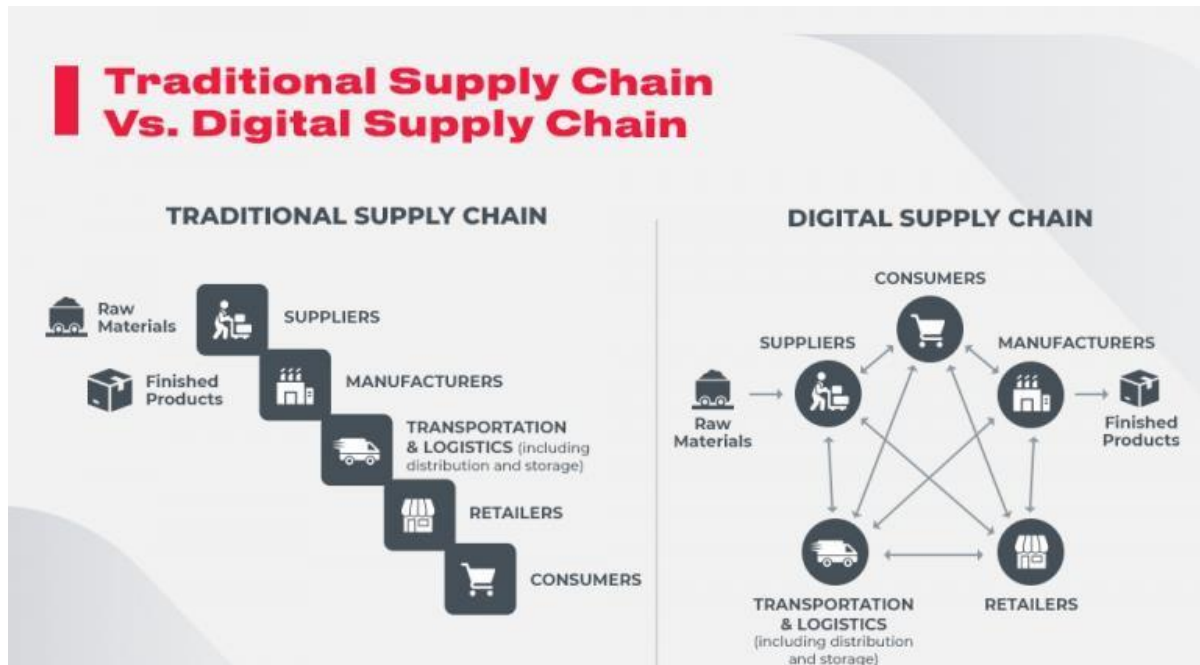 Traditional Supply Chain
Vs. Digital Supply Chain
TRADITIONAL SUPPLY CHAIN
Raw
Materials
SUPPLIERS
Finished
Products
MANUFACTURERS
TRANSPORTATION
& LOGISTICS (including
distribution and storage)
RETAILERS
CONSUMERS
DIGITAL SUPPLY CHAIN
CONSUMERS
SUPPLIERS
MANUFACTURERS
Raw
Materials
Finished
Products
TRANSPORTATION
& LOGISTICS
(including distribution
and storage)
RETAILERS